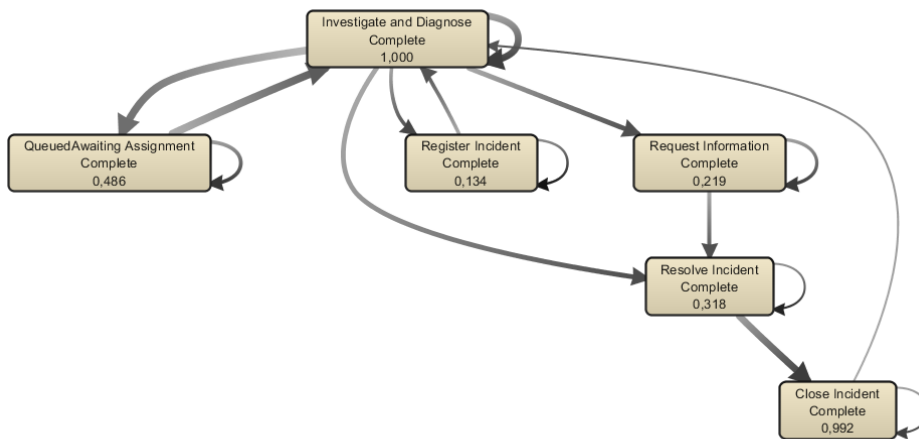 Investigate and Diagnose
Complete
1,000
QueuedAwaiting Assignment
Complete
0,486
Register Incident
Complete
0,134
Request Information
Complete
0,219
Resolve Incident
Complete
0,318
Close Incident
Complete
0,992